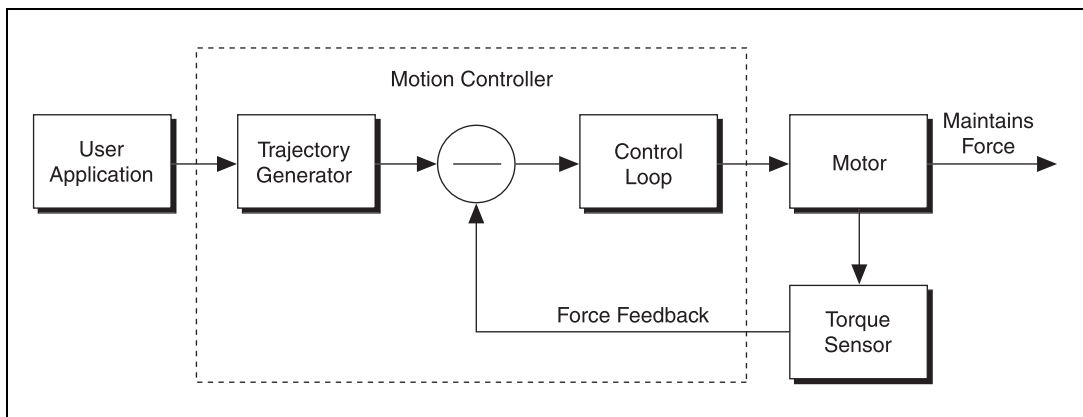 Motion Controller
User
Application
Trajectory
Generator
Control
Loop
Motor
Maintains
Force
Force Feedback
Torque
Sensor